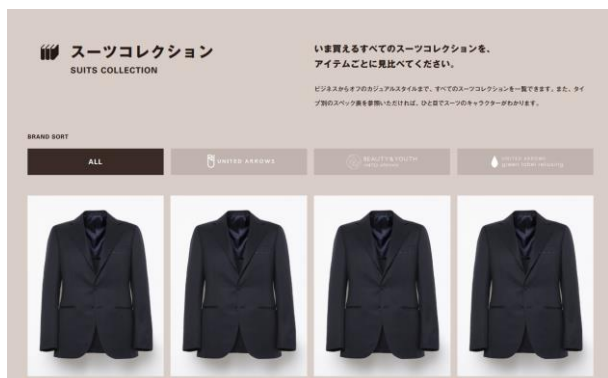 スーツコレクション
SUITS COLLECTION
いま買えるすべてのスーツコレクションを、
アイテムごとに見比べてください。
ビジネスからオフのカジュアルスタイルまで、すべてのスーツコレクションを一覧できます。また、タイ
プ別のスペック表を参照いただければ、ひと目でスーツのキャラクターがわかります。
BRAND SORT
ALL
UNITED ARROWS
BEAUTY&YOUTH
UNITED ARROWS
UNITED ARROWS
green label relaxing